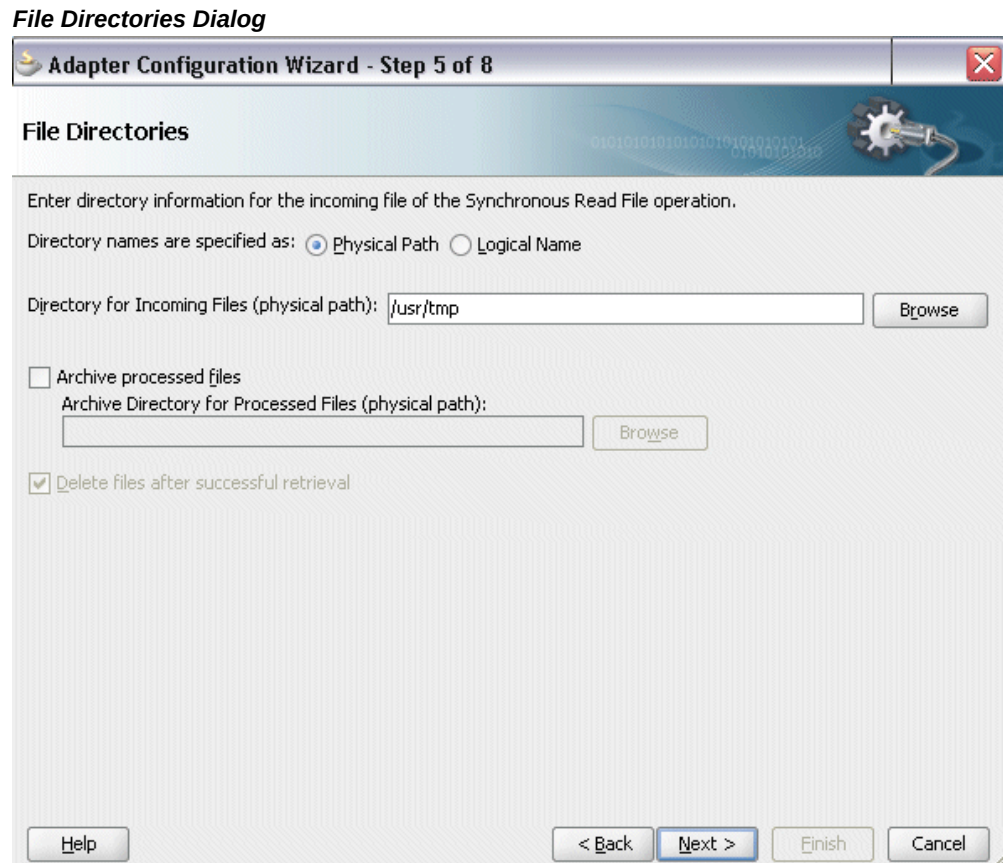 File Directories Dialog
Adapter Configuration Wizard - Step 5 of 8
File Directories
0101010101010101010101010101
01010101010
Enter directory information for the incoming file of the Synchronous Read File operation.
Directory names are specified as: Physical Path Logical Name
Directory for Incoming Files (physical path): /usr/tmp Browse
Archive processed files
Archive Directory for Processed Files (physical path):
Browse
Delete files after successful retrieval
Help < Back Next > Finish Cancel